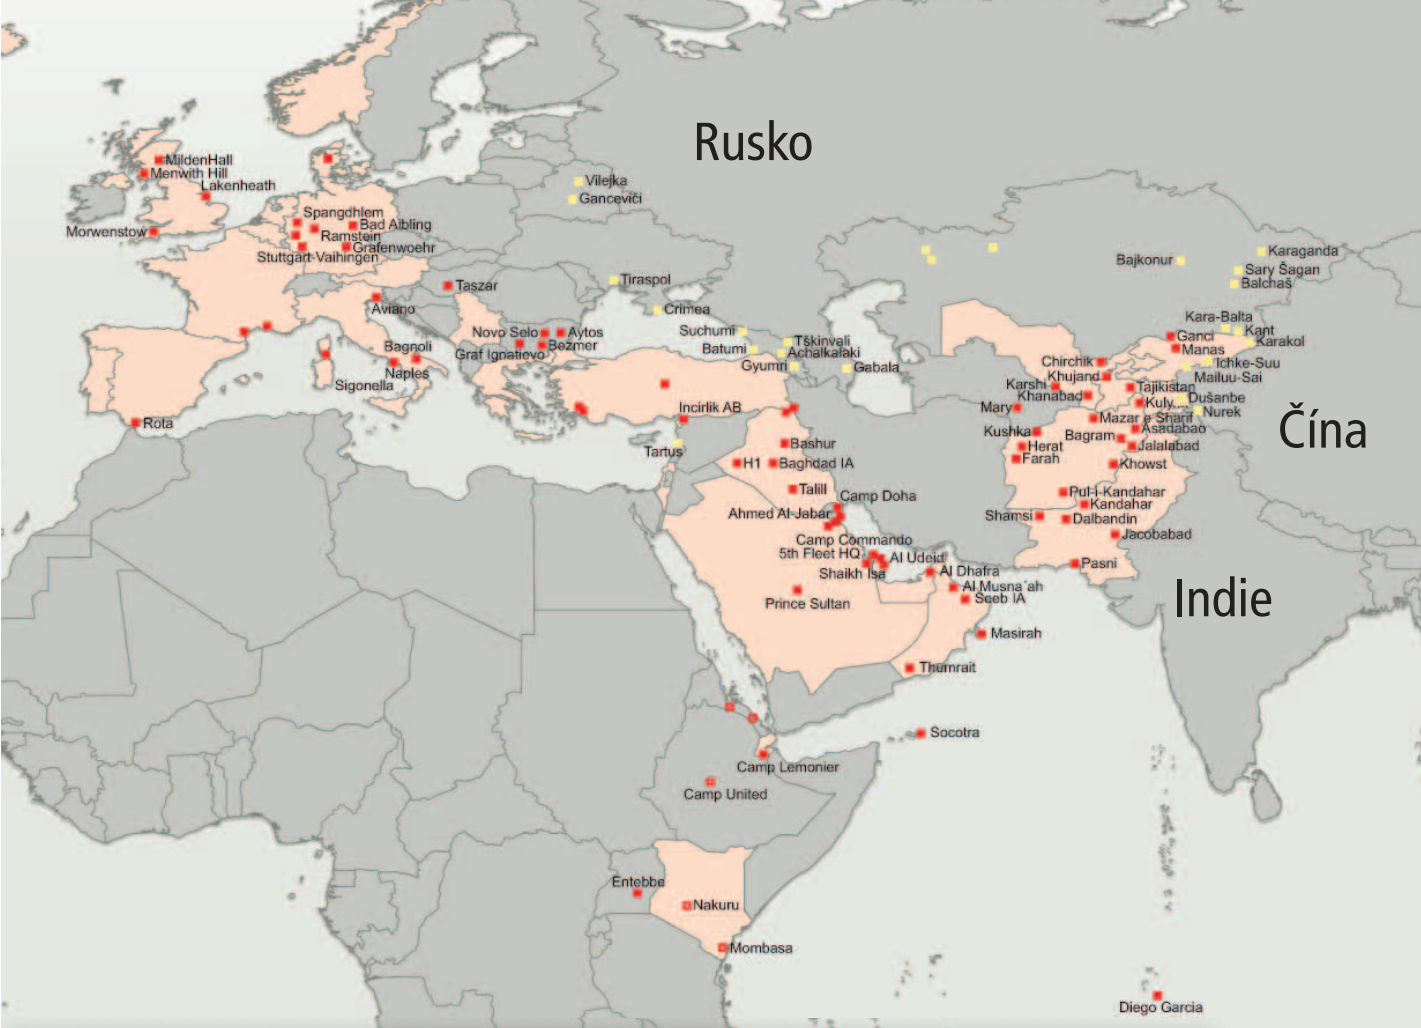 Rusko
MildenHall
Menwith Hill
Lakenheath
Vilejka
Gancevići
Morwenstow
Spangdhlem
Bad Aibling
Ramstein
Grafenwoehr
Stuttgart-Vaihingen
Karaganda
Bajkonur
Sary Šagan
Balchaš
Tiraspol
Taszár
Aviano
Crimea
Kara-Balta
Suchumi
Novo Selo
Aytos
Kant
Ganci
Karakol
Tškinvali
Bezmer
Bagnoli
Graf Ignatievo
Batumi
Achalkalaki
Manas
Chirchik
Ichke-Suu
Gyumri
Gabala
Naples
Khujand
Mailuu-Sai
Sigonella
Karshi
Tajikistan
Khanabad
Dušanbe
Incirlik AB
Mary
Kuly
Nurek
Rota
Mazar e Sharif
Čína
Kushka
Asadabao
Bagram
Tartus
Bashur
Herat
Jalalabad
H1
Baghdad IA
Farah
Khowst
Talill
Camp Doha
Pul-i-Kandahar
Kandahar
Ahmed Al-Jabar
Shamsi
Dalbandin
Camp Commando
Jacobabad
5th Fleet HQ
Al Udeid
Pasni
Shaikh Isa
Al Dhafra
Al Musna´ah
Indie
Prince Sultan
Seeb IA
Masirah
Thumrait
Socotra
Camp Lemonier
Camp United
Entebbe
Nakuru
Mombasa
Diego Garcia